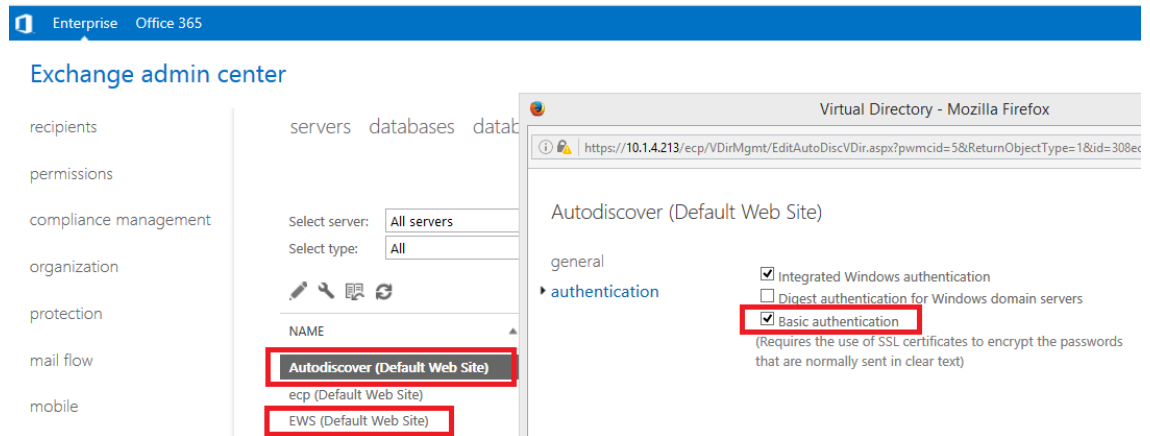 Enterprise Office 365
Exchange admin center
recipients
permissions
compliance management
organization
protection
mail flow
mobile
servers databases datab
Select server: All servers
Select type: All
NAME
Autodiscover (Default Web Site)
ecp (Default Web Site)
EWS (Default Web Site)
Virtual Directory - Mozilla Firefox
https://10.1.4.213/ecp/VDirMgmt/EditAutoDiscVDir.aspx?pwmcid=5&ReturnObjectType=1&id=308ec
Autodiscover (Default Web Site)
general
authentication
Integrated Windows authentication
Digest authentication for Windows domain servers
Basic authentication
(Requires the use of SSL certificates to encrypt the passwords
that are normally sent in clear text)